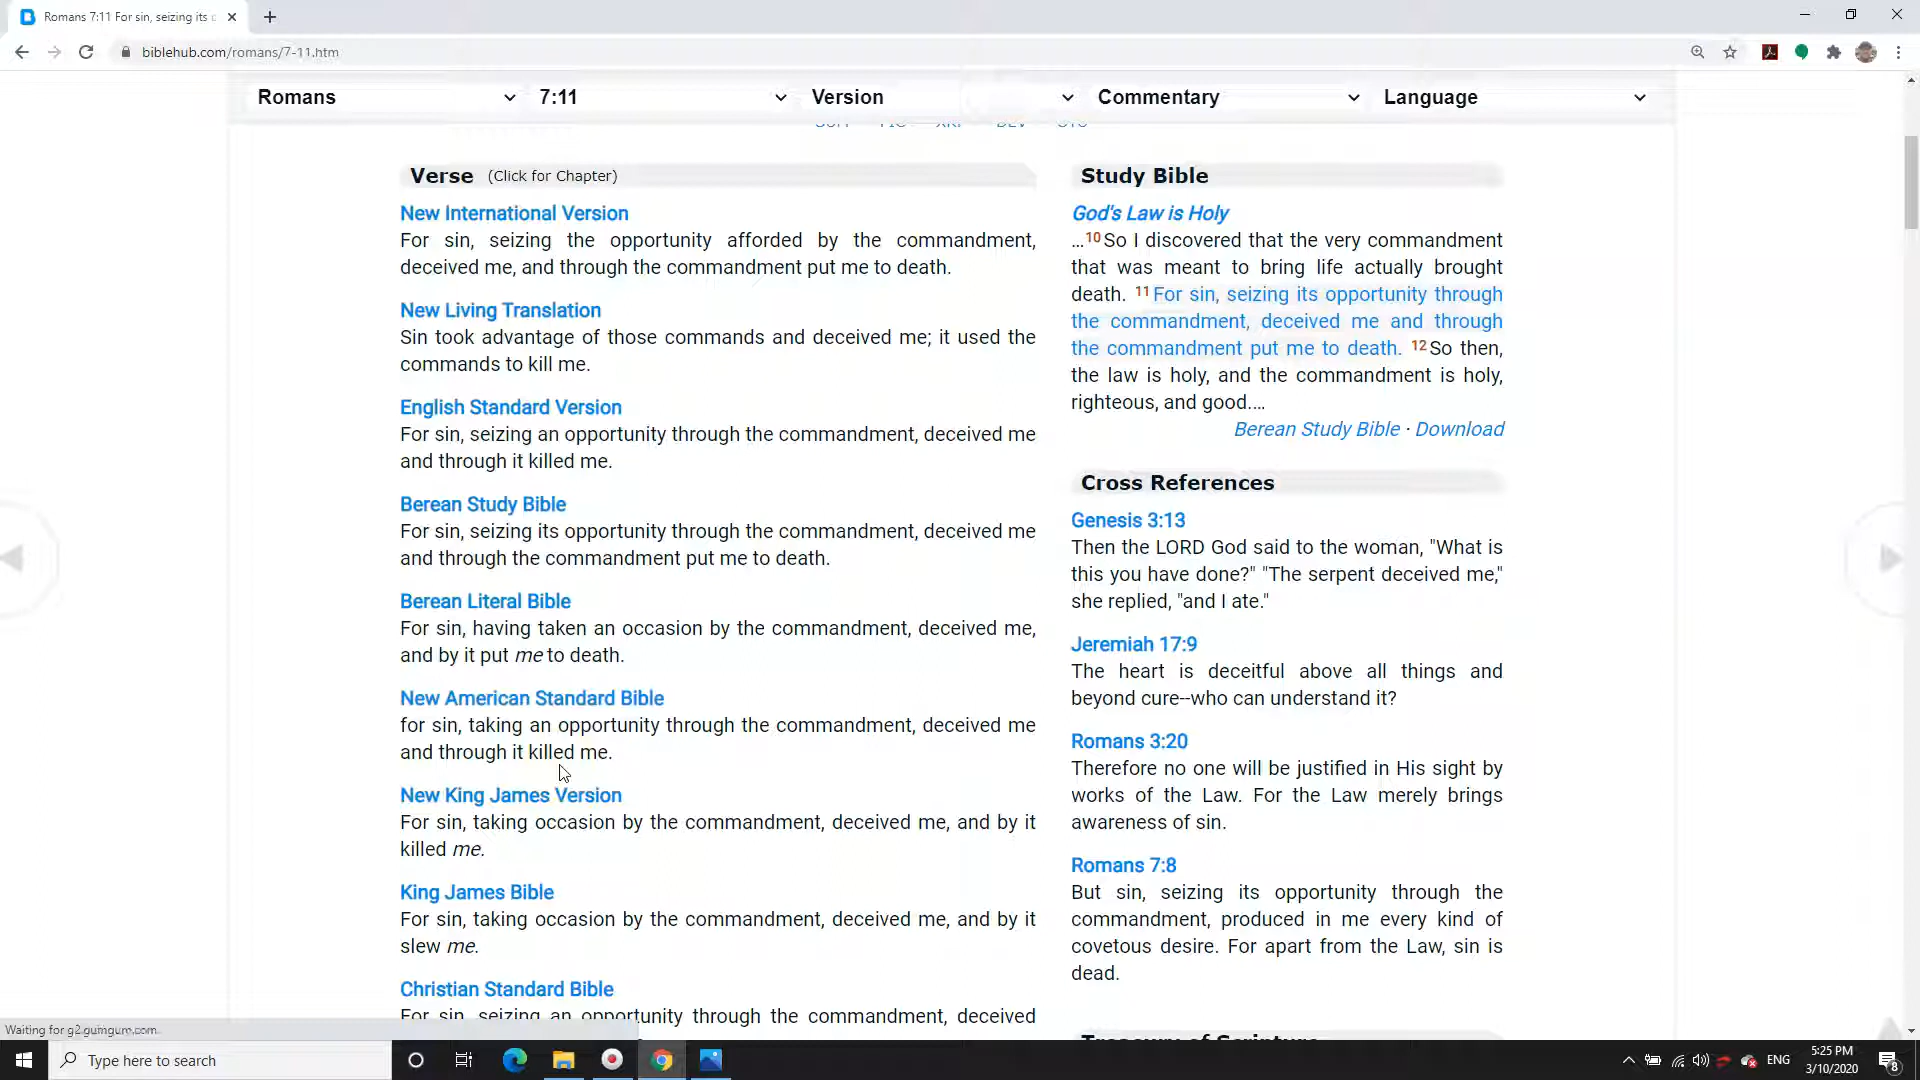 Romans 7:11 For sin, seizing its
biblehub.com/romans/7-11.htm
Romans 7:11 Version Commentary Language
Verse (Click for Chapter)
New International Version
For sin, seizing the opportunity afforded by the commandment,
deceived me, and through the commandment put me to death.
New Living Translation
Sin took advantage of those commands and deceived me; it used the
commands to kill me.
English Standard Version
For sin, seizing an opportunity through the commandment, deceived me
and through it killed me.
Berean Study Bible
For sin, seizing its opportunity through the commandment, deceived me
and through the commandment put me to death.
Berean Literal Bible
For sin, having taken an occasion by the commandment, deceived me,
and by it put me to death.
New American Standard Bible
for sin, taking an opportunity through the commandment, deceived me
and through it killed me.
New King James Version
For sin, taking occasion by the commandment, deceived me, and by it
killed me.
King James Bible
For sin, taking occasion by the commandment, deceived me, and by it
slew me.
Christian Standard Bible
For sin, seizing an opportunity through the commandment, deceived
Study Bible
God's Law is Holy
…10So I discovered that the very commandment
that was meant to bring life actually brought
death. 11For sin, seizing its opportunity through
the commandment, deceived me and through
the commandment put me to death. 12So then,
the law is holy, and the commandment is holy,
righteous, and good.…
Berean Study Bible · Download
Cross References
Genesis 3:13
Then the LORD God said to the woman, "What is
this you have done?" "The serpent deceived me,"
she replied, "and I ate."
Jeremiah 17:9
The heart is deceitful above all things and
beyond cure--who can understand it?
Romans 3:20
Therefore no one will be justified in His sight by
works of the Law. For the Law merely brings
awareness of sin.
Romans 7:8
But sin, seizing its opportunity through the
commandment, produced in me every kind of
covetous desire. For apart from the Law, sin is
dead.
Treasury of Scripture
Waiting for g2.gumgum.com...
Type here to search
ENG
5:25 PM
3/10/2020
8